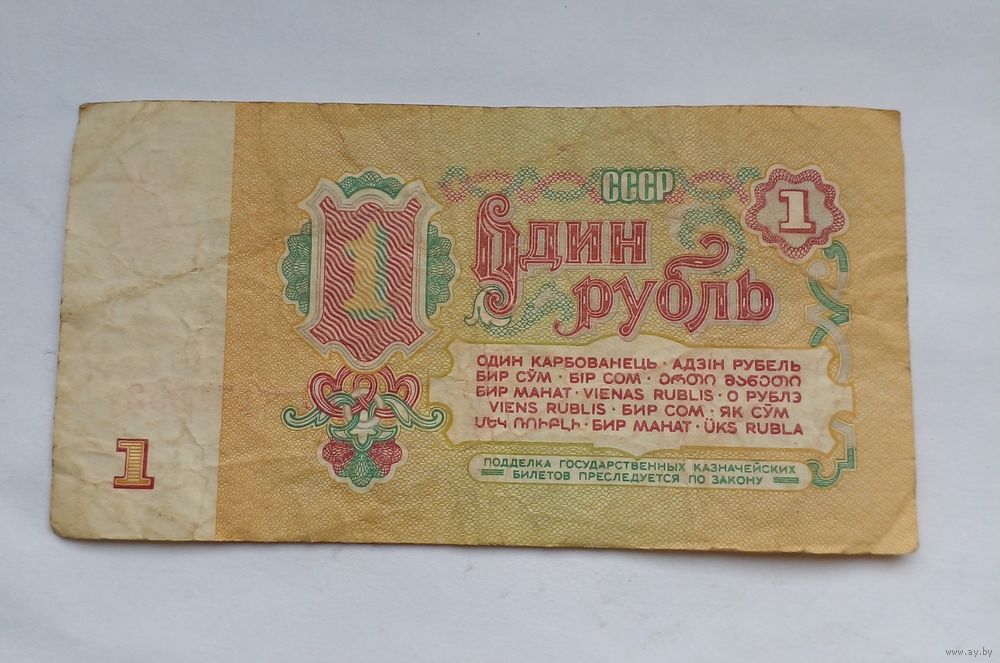 СССР
1
1
Один
рубль
ОДИН КАРБОВАНЕЦЬ · АДЗІН РУБЕЛЬ
БИР СЎМ · БІР СОМ · ᲔᲠᲗᲘ ᲛᲐᲜᲔᲗᲘ
БИР МАНАТ · VIENAS RUBLIS · О РУБЛЭ
VIENS RUBLIS · БИР СОМ · ЯК СЎМ
ՄԵԿ ՌՈՒԲԼԻ · БИР МАНАТ · ÜKS RUBLA
ПОДДЕЛКА ГОСУДАРСТВЕННЫХ КАЗНАЧЕЙСКИХ
БИЛЕТОВ ПРЕСЛЕДУЕТСЯ ПО ЗАКОНУ
1
www.ay.by